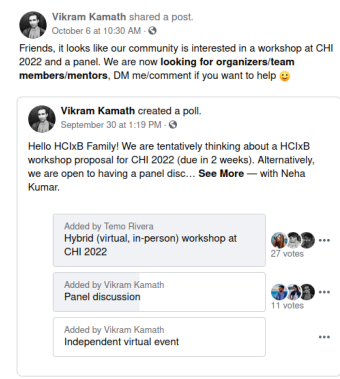 Vikram Kamath shared a post.
October 6 at 10:30 AM ·
Friends, it looks like our community is interested in a workshop at CHI
2022 and a panel. We are now looking for organizers/team
members/mentors, DM me/comment if you want to help 😀
Vikram Kamath created a poll.
September 30 at 1:19 PM ·
Hello HCIxB Family! We are tentatively thinking about a HCIxB
workshop proposal for CHI 2022 (due in 2 weeks). Alternatively,
we are open to having a panel disc... See More — with Neha
Kumar.
Added by Temo Rivera
Hybrid (virtual, in-person) workshop at
CHI 2022
27 votes
Added by Vikram Kamath
Panel discussion
11 votes
Added by Vikram Kamath
Independent virtual event